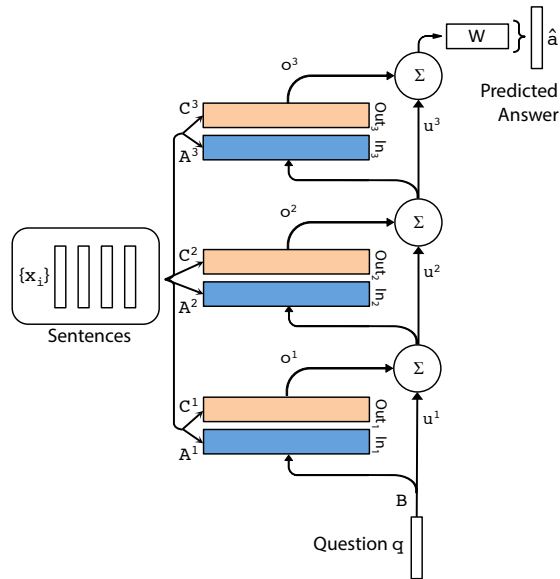 W
â
Predicted
Answer
Σ
o³
u³
C³
Out₃
A³
In₃
Σ
o²
u²
C²
Out₂
A²
In₂
{xᵢ}
Sentences
Σ
o¹
u¹
C¹
Out₁
A¹
In₁
B
Question q